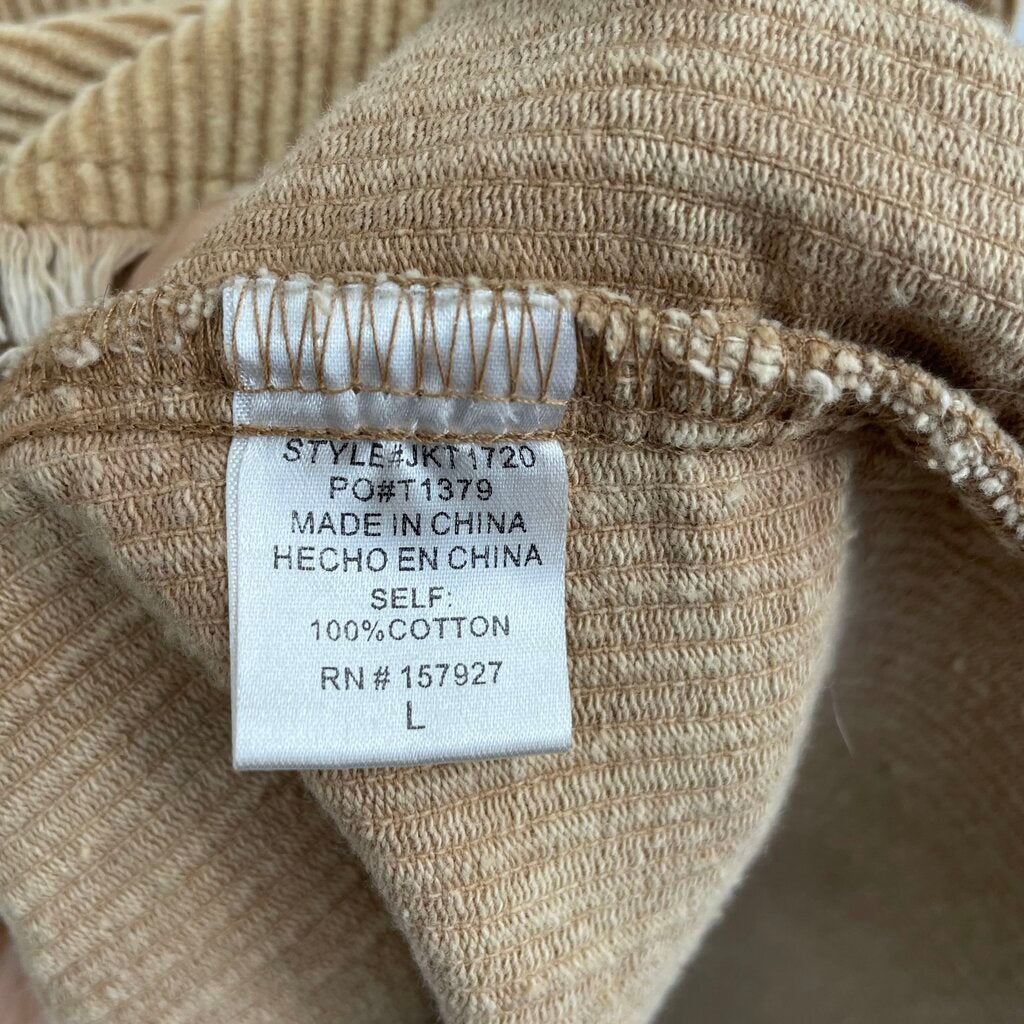 STYLE#JKT1720
PO#T1379
MADE IN CHINA
HECHO EN CHINA
SELF:
100%COTTON
RN # 157927
L